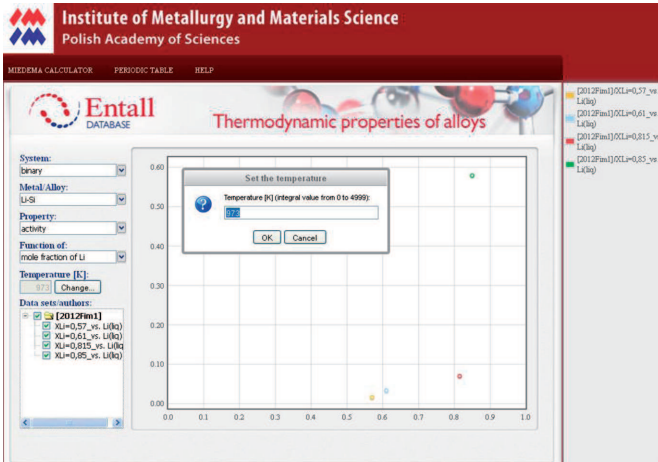 Institute of Metallurgy and Materials Science
Polish Academy of Sciences
MIEDEMA CALCULATOR PERIODIC TABLE HELP
Entall
DATABASE
Thermodynamic properties of alloys
System:
binary
Metal/Alloy:
Li-Si
Property:
activity
Function of:
mole fraction of Li
Temperature [K]:
873 Change...
Data sets/authors:
[2012Fim1]
XLi=0,57_vs. Li(liq)
XLi=0,61_vs. Li(liq)
XLi=0,815_vs. Li(liq
XLi=0,85_vs. Li(liq)
Set the temperature
Temperature [K] (integral value from 0 to 4999):
873
OK Cancel
0.60
0.50
0.40
0.30
0.20
0.10
0.00
0.0 0.1 0.2 0.3 0.4 0.5 0.6 0.7 0.8 0.9 1.0
[2012Fim1]/XLi=0,57_vs
Li(liq)
[2012Fim1]/XLi=0,61_vs
Li(liq)
[2012Fim1]/XLi=0,815_v
Li(liq)
[2012Fim1]/XLi=0,85_vs
Li(liq)